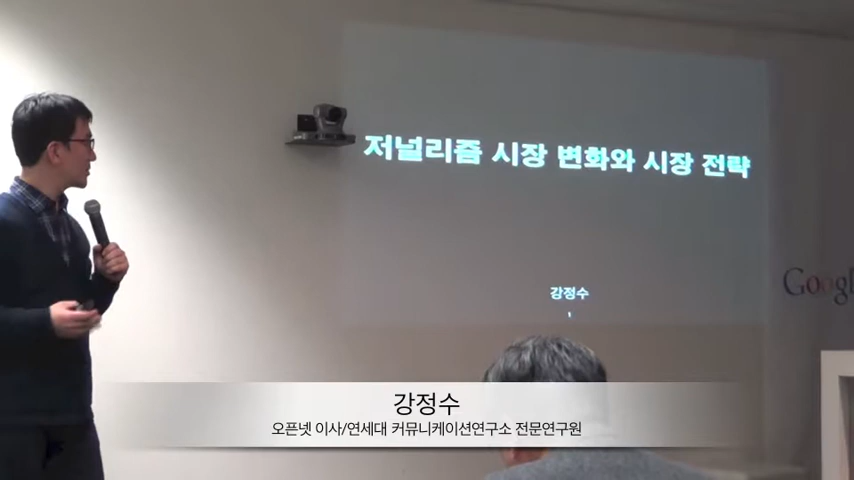 저널리즘 시장 변화와 시장 전략
강정수
1
Googl
강정수
오픈넷 이사/연세대 커뮤니케이션연구소 전문연구원